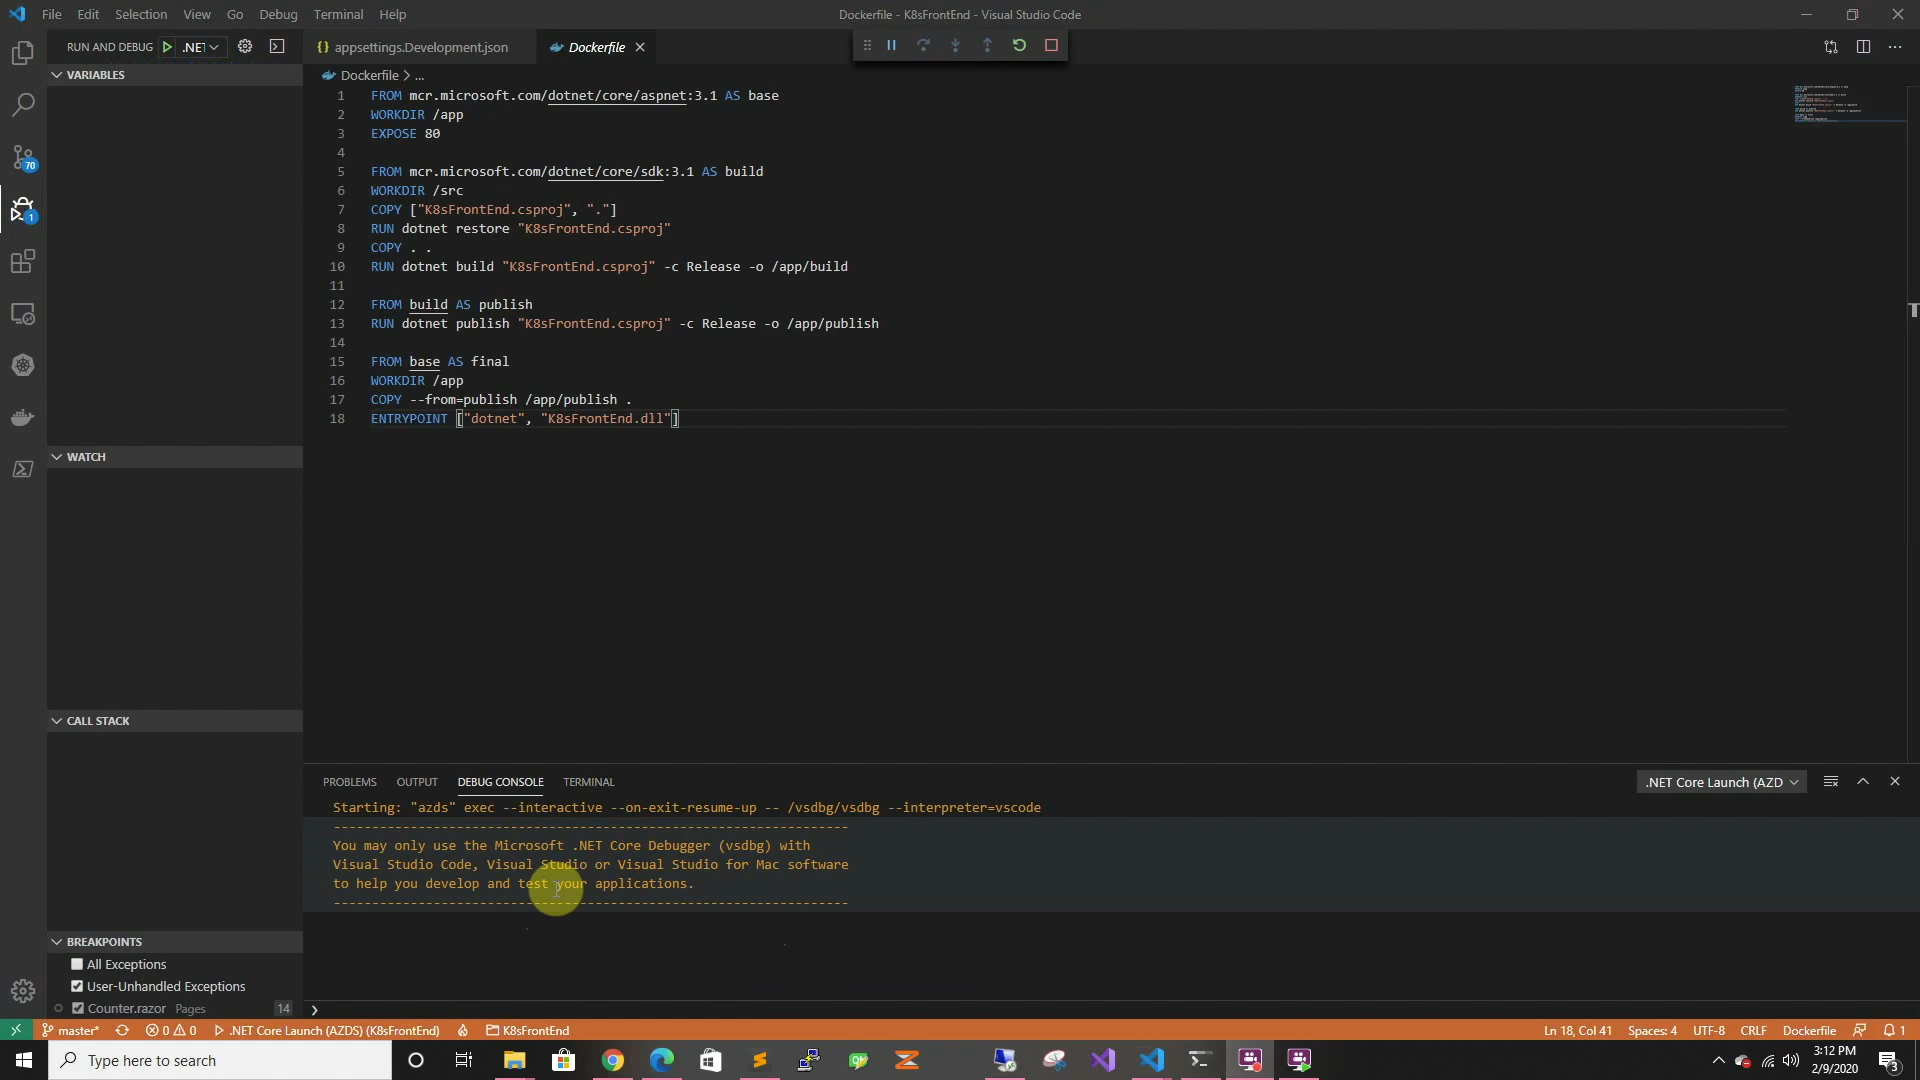 File Edit Selection View Go Debug Terminal Help
Dockerfile - K8sFrontEnd - Visual Studio Code
RUN AND DEBUG .NET
appsettings.Development.json
Dockerfile
VARIABLES
Dockerfile > ...
1 FROM mcr.microsoft.com/dotnet/core/aspnet:3.1 AS base
2 WORKDIR /app
3 EXPOSE 80
4
5 FROM mcr.microsoft.com/dotnet/core/sdk:3.1 AS build
6 WORKDIR /src
7 COPY ["K8sFrontEnd.csproj", "."]
8 RUN dotnet restore "K8sFrontEnd.csproj"
9 COPY . .
10 RUN dotnet build "K8sFrontEnd.csproj" -c Release -o /app/build
11
12 FROM build AS publish
13 RUN dotnet publish "K8sFrontEnd.csproj" -c Release -o /app/publish
14
15 FROM base AS final
16 WORKDIR /app
17 COPY --from=publish /app/publish .
18 ENTRYPOINT ["dotnet", "K8sFrontEnd.dll"]
70
1
WATCH
CALL STACK
BREAKPOINTS
All Exceptions
User-Unhandled Exceptions
Counter.razor Pages 14
PROBLEMS OUTPUT DEBUG CONSOLE TERMINAL
.NET Core Launch (AZD
Starting: "azds" exec --interactive --on-exit-resume-up -- /vsdbg/vsdbg --interpreter=vscode
-------------------------------------------------------------------
You may only use the Microsoft .NET Core Debugger (vsdbg) with
Visual Studio Code, Visual Studio or Visual Studio for Mac software
to help you develop and test your applications.
-------------------------------------------------------------------
master* 0 0 .NET Core Launch (AZDS) (K8sFrontEnd) K8sFrontEnd
Ln 18, Col 41 Spaces: 4 UTF-8 CRLF Dockerfile 1
Type here to search
3:12 PM
2/9/2020
3